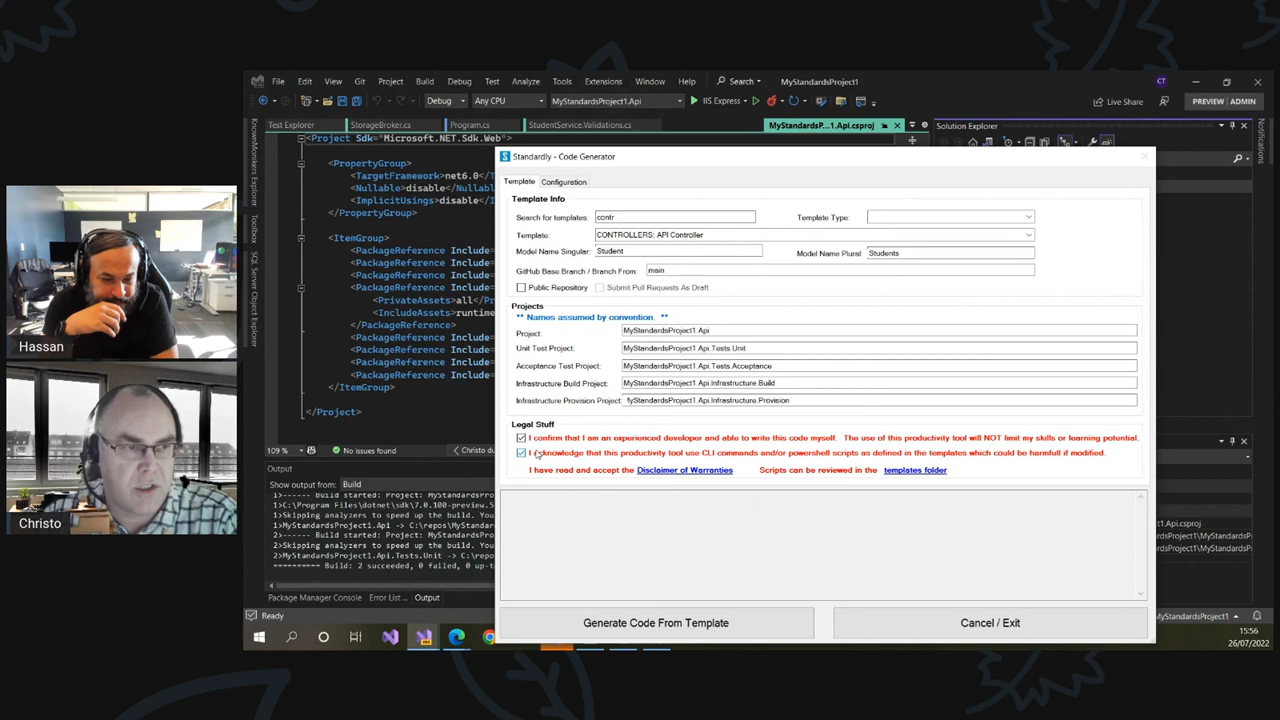 File Edit View Git Project Build Debug Test Analyze Tools Extensions Window Help Search MyStandardsProject1 CT
Debug Any CPU MyStandardsProject1.Api IIS Express Live Share PREVIEW / ADMIN
Test Explorer StorageBroker.cs Program.cs StudentService.Validations.cs MyStandardsP...1.Api.csproj Solution Explorer
KnownMonikers Explorer
Toolbox
SQL Server Object Explorer
Notifications
<Project Sdk="Microsoft.NET.Sdk.Web">
<PropertyGroup>
<TargetFramework>net6.0</
<Nullable>disable</Nullab
<ImplicitUsings>disable</
</PropertyGroup>
<ItemGroup>
<PackageReference Include=
<PackageReference Include=
<PackageReference Include=
<PackageReference Include=
<PrivateAssets>all</P
<IncludeAssets>runtime
</PackageReference>
<PackageReference Include=
<PackageReference Include=
<PackageReference Include=
<PackageReference Include=
</ItemGroup>
</Project>
109 % No issues found Christo
Output
Show output from: Build
1>------ Build started: Project: MyStandardsP
1>C:\Program Files\dotnet\sdk\7.0.100-preview.5
1>Skipping analyzers to speed up the build. You
1>MyStandardsProject1.Api -> C:\repos\MyStandar
2>------ Build started: Project: MyStandardsPro
2>Skipping analyzers to speed up the build. You
2>MyStandardsProject1.Api.Tests.Unit -> C:\repo
========== Build: 2 succeeded, 0 failed, 0 up-t
Package Manager Console Error List ... Output
Ready
Standardly - Code Generator
Template Configuration
Template Info
Search for templates: contr Template Type:
Template: CONTROLLERS: API Controller
Model Name Singular: Student Model Name Plural: Students
GitHub Base Branch / Branch From: main
Public Repository Submit Pull Requests As Draft
Projects
** Names assumed by convention. **
Project: MyStandardsProject1.Api
Unit Test Project: MyStandardsProject1.Api.Tests.Unit
Acceptance Test Project: MyStandardsProject1.Api.Tests.Acceptance
Infrastructure Build Project: MyStandardsProject1.Api.Infrastructure.Build
Infrastructure Provision Project: MyStandardsProject1.Api.Infrastructure.Provision
Legal Stuff
I confirm that I am an experienced developer and able to write this code myself. The use of this productivity tool will NOT limit my skills or learning potential.
I acknowledge that this productivity tool use CLI commands and/or powershell scripts as defined in the templates which could be harmfull if modified.
I have read and accept the Disclaimer of Warranties Scripts can be reviewed in the templates folder
Generate Code From Template Cancel / Exit
1.Api.csproj
15:56
26/07/2022
Hassan
Christo